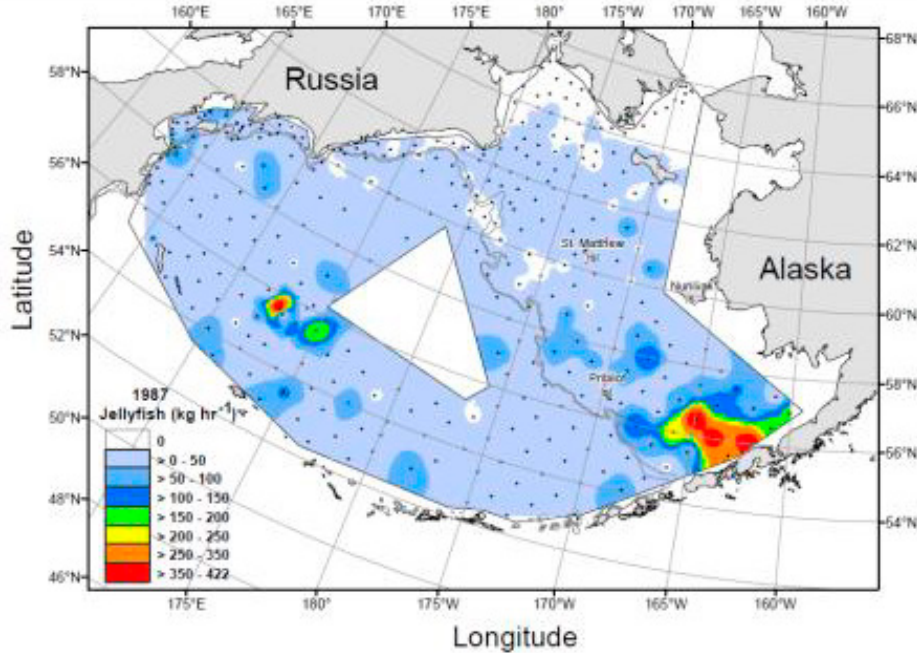 160°E 165°E 170°E 175°E 180° 175°W 170°W 165°W 160°W
68°N
58°N
Russia
66°N
56°N
64°N
54°N
St. Matthew
62°N
Nunivak
Alaska
60°N
52°N
Latitude
58°N
Pribilof
1987
Jellyfish (kg hr-1)
50°N
56°N
0
> 0 - 50
> 50 - 100
48°N
> 100 - 150
> 150 - 200
54°N
> 200 - 250
> 250 - 350
> 350 - 422
46°N
175°E 180° 175°W 170°W 165°W 160°W
Longitude